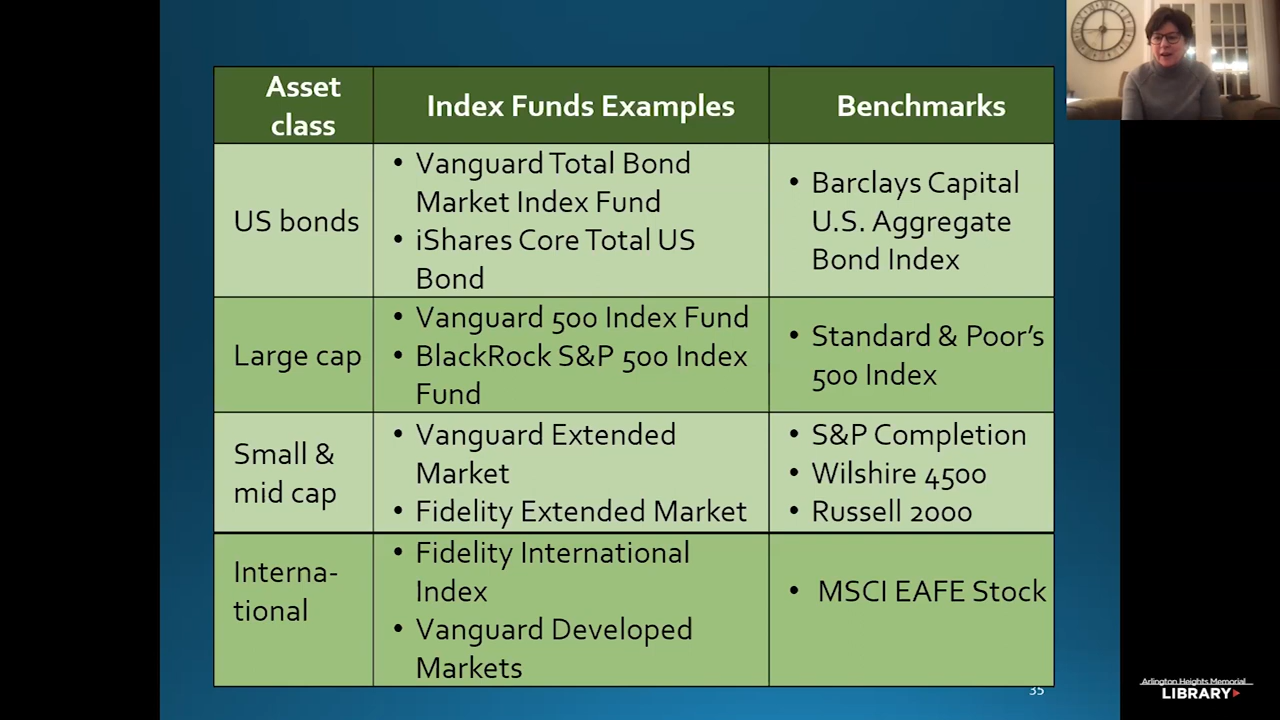 Asset
class
Index Funds Examples
Benchmarks
US bonds
• Vanguard Total Bond
Market Index Fund
• iShares Core Total US
Bond
• Barclays Capital
U.S. Aggregate
Bond Index
Large cap
• Vanguard 500 Index Fund
• BlackRock S&P 500 Index
Fund
• Standard & Poor’s
500 Index
Small &
mid cap
• Vanguard Extended
Market
• Fidelity Extended Market
• S&P Completion
• Wilshire 4500
• Russell 2000
Interna-
tional
• Fidelity International
Index
• Vanguard Developed
Markets
• MSCI EAFE Stock
35
Arlington Heights Memorial
LIBRARY